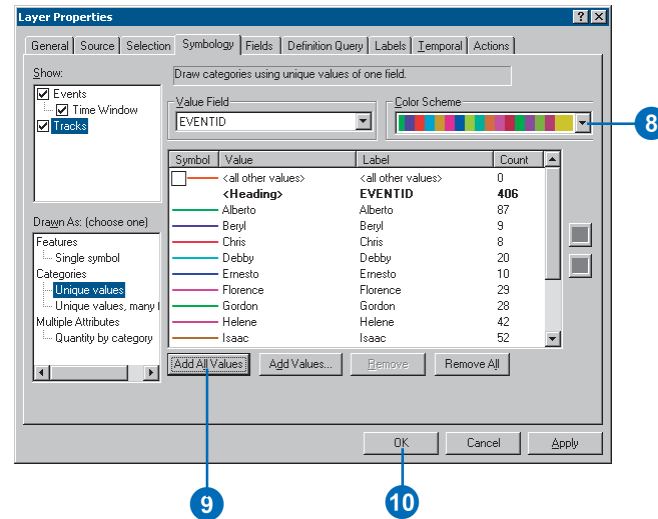 Layer Properties
General Source Selection Symbology Fields Definition Query Labels Temporal Actions
Show:
Events
Time Window
Tracks
Draw categories using unique values of one field.
Value Field
EVENTID
Color Scheme
8
Drawn As: (choose one)
Features
Single symbol
Categories
Unique values
Unique values, many
Multiple Attributes
Quantity by category
Symbol Value Label Count
<all other values> <all other values> 0
<Heading> EVENTID 406
Alberto Alberto 87
Beryl Beryl 9
Chris Chris 8
Debby Debby 20
Ernesto Ernesto 10
Florence Florence 29
Gordon Gordon 28
Helene Helene 42
Isaac Isaac 52
Add All Values Add Values... Remove Remove All
OK Cancel Apply
9 10